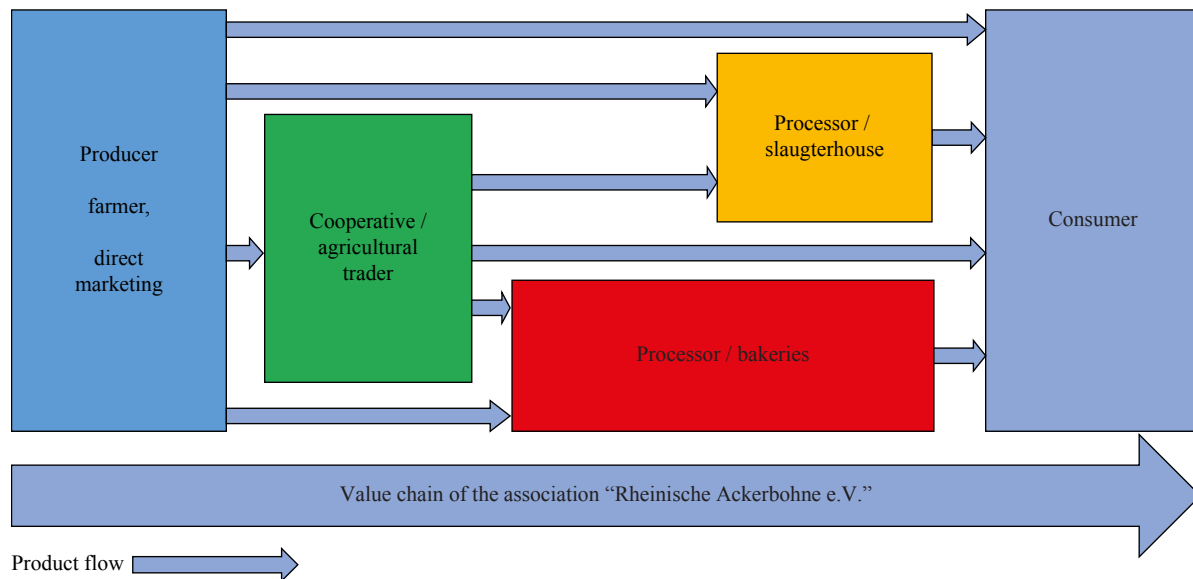 Producer
farmer,
direct
marketing
Cooperative /
agricultural
trader
Processor /
slaugterhouse
Processor / bakeries
Consumer
Value chain of the association “Rheinische Ackerbohne e.V.”
Product flow